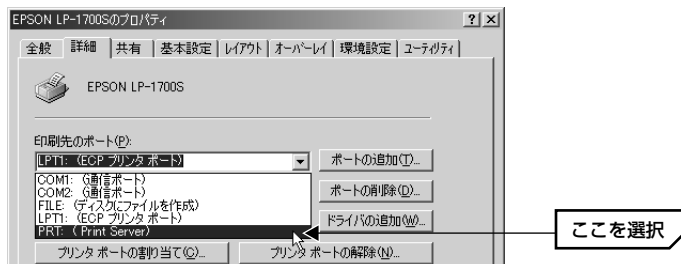 EPSON LP-1700Sのプロパティ
全般 詳細 共有 基本設定 レイアウト オーバーレイ 環境設定 ユーティリティ
EPSON LP-1700S
印刷先のポート(P):
LPT1: (ECP プリンタ ポート)
ポートの追加(T)...
COM1: (通信ポート)
COM2: (通信ポート)
FILE: (ディスクにファイルを作成)
LPT1: (ECP プリンタ ポート)
PRT: ( Print Server)
ポートの削除(D)...
ドライバの追加(W)...
ここを選択
プリンタ ポートの割り当て(C)...
プリンタ ポートの解除(N)...